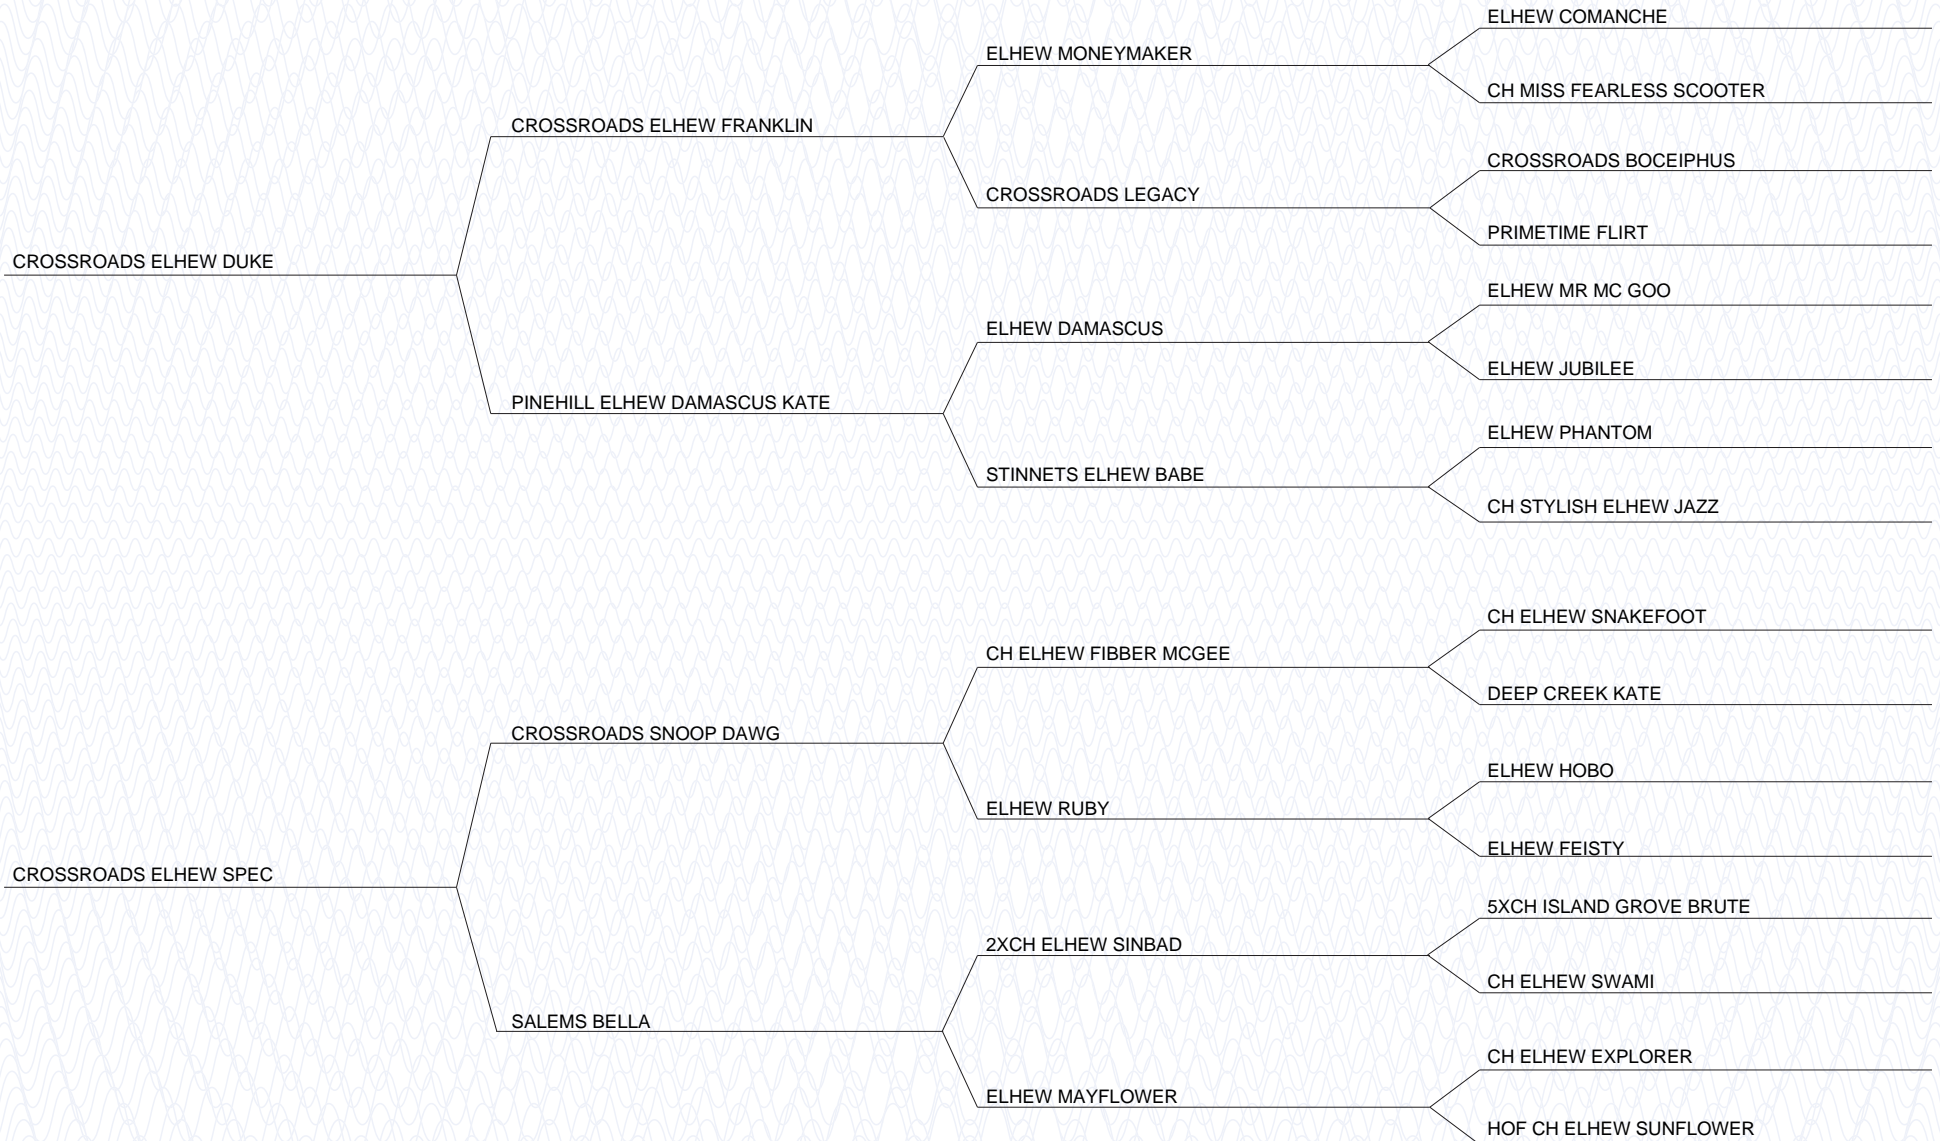 ELHEW COMANCHE
ELHEW MONEYMAKER
CH MISS FEARLESS SCOOTER
CROSSROADS ELHEW FRANKLIN
CROSSROADS BOCEIPHUS
CROSSROADS LEGACY
PRIMETIME FLIRT
CROSSROADS ELHEW DUKE
ELHEW MR MC GOO
ELHEW DAMASCUS
ELHEW JUBILEE
PINEHILL ELHEW DAMASCUS KATE
ELHEW PHANTOM
STINNETS ELHEW BABE
CH STYLISH ELHEW JAZZ
CH ELHEW SNAKEFOOT
CH ELHEW FIBBER MCGEE
DEEP CREEK KATE
CROSSROADS SNOOP DAWG
ELHEW HOBO
ELHEW RUBY
ELHEW FEISTY
CROSSROADS ELHEW SPEC
5XCH ISLAND GROVE BRUTE
2XCH ELHEW SINBAD
CH ELHEW SWAMI
SALEMS BELLA
CH ELHEW EXPLORER
ELHEW MAYFLOWER
HOF CH ELHEW SUNFLOWER